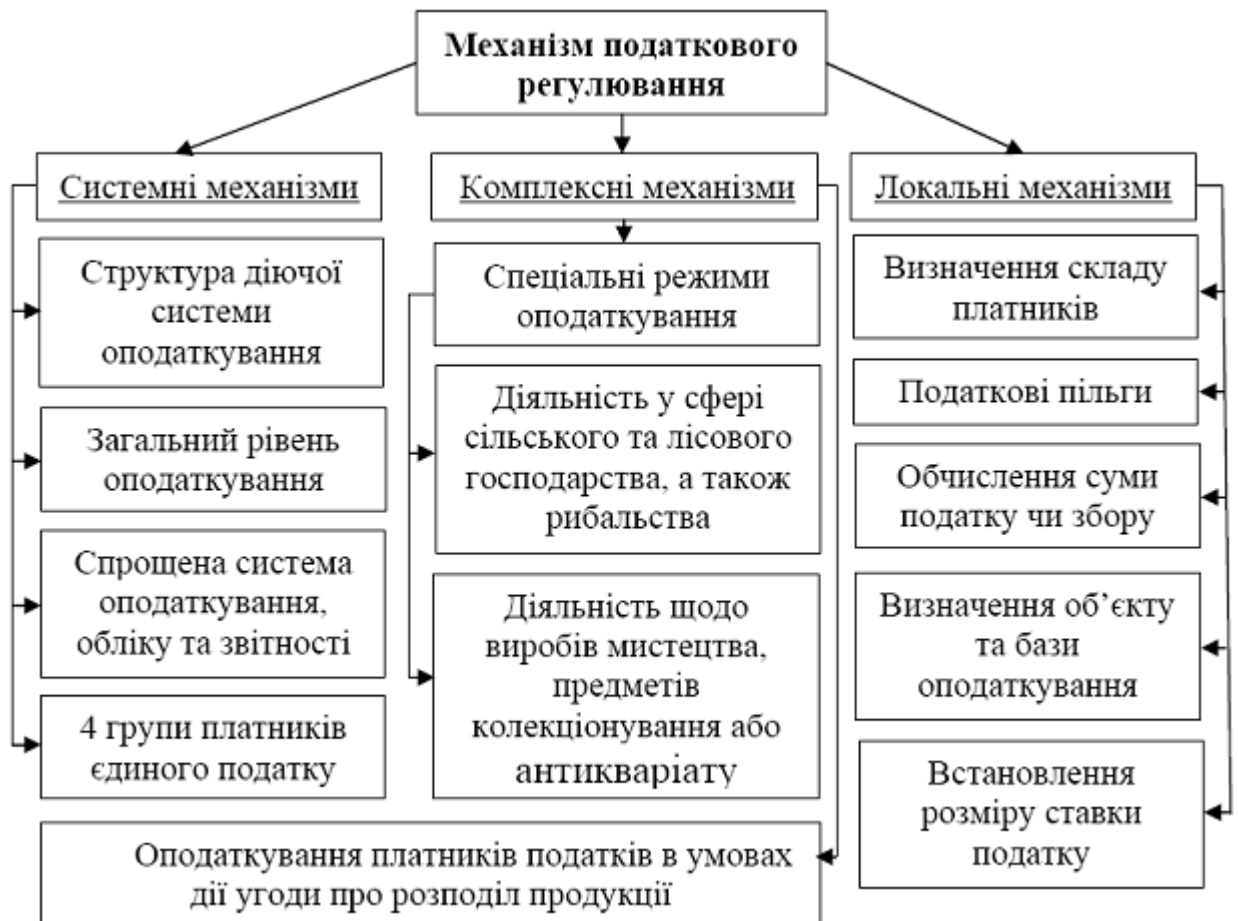 Механізм податкового
регулювання
Системні механізми
Структура діючої
системи
оподаткування
Загальний рівень
оподаткування
Спрощена система
оподаткування,
обліку та звітності
4 групи платників
єдиного податку
Комплексні механізми
Спеціальні режими
оподаткування
Діяльність у сфері
сільського та лісового
господарства, а також
рибальства
Діяльність щодо
виробів мистецтва,
предметів
колекціонування або
антикваріату
Оподаткування платників податків в умовах
дії угоди про розподіл продукції
Локальні механізми
Визначення складу
платників
Податкові пільги
Обчислення суми
податку чи збору
Визначення об’єкту
та бази
оподаткування
Встановлення
розміру ставки
податку